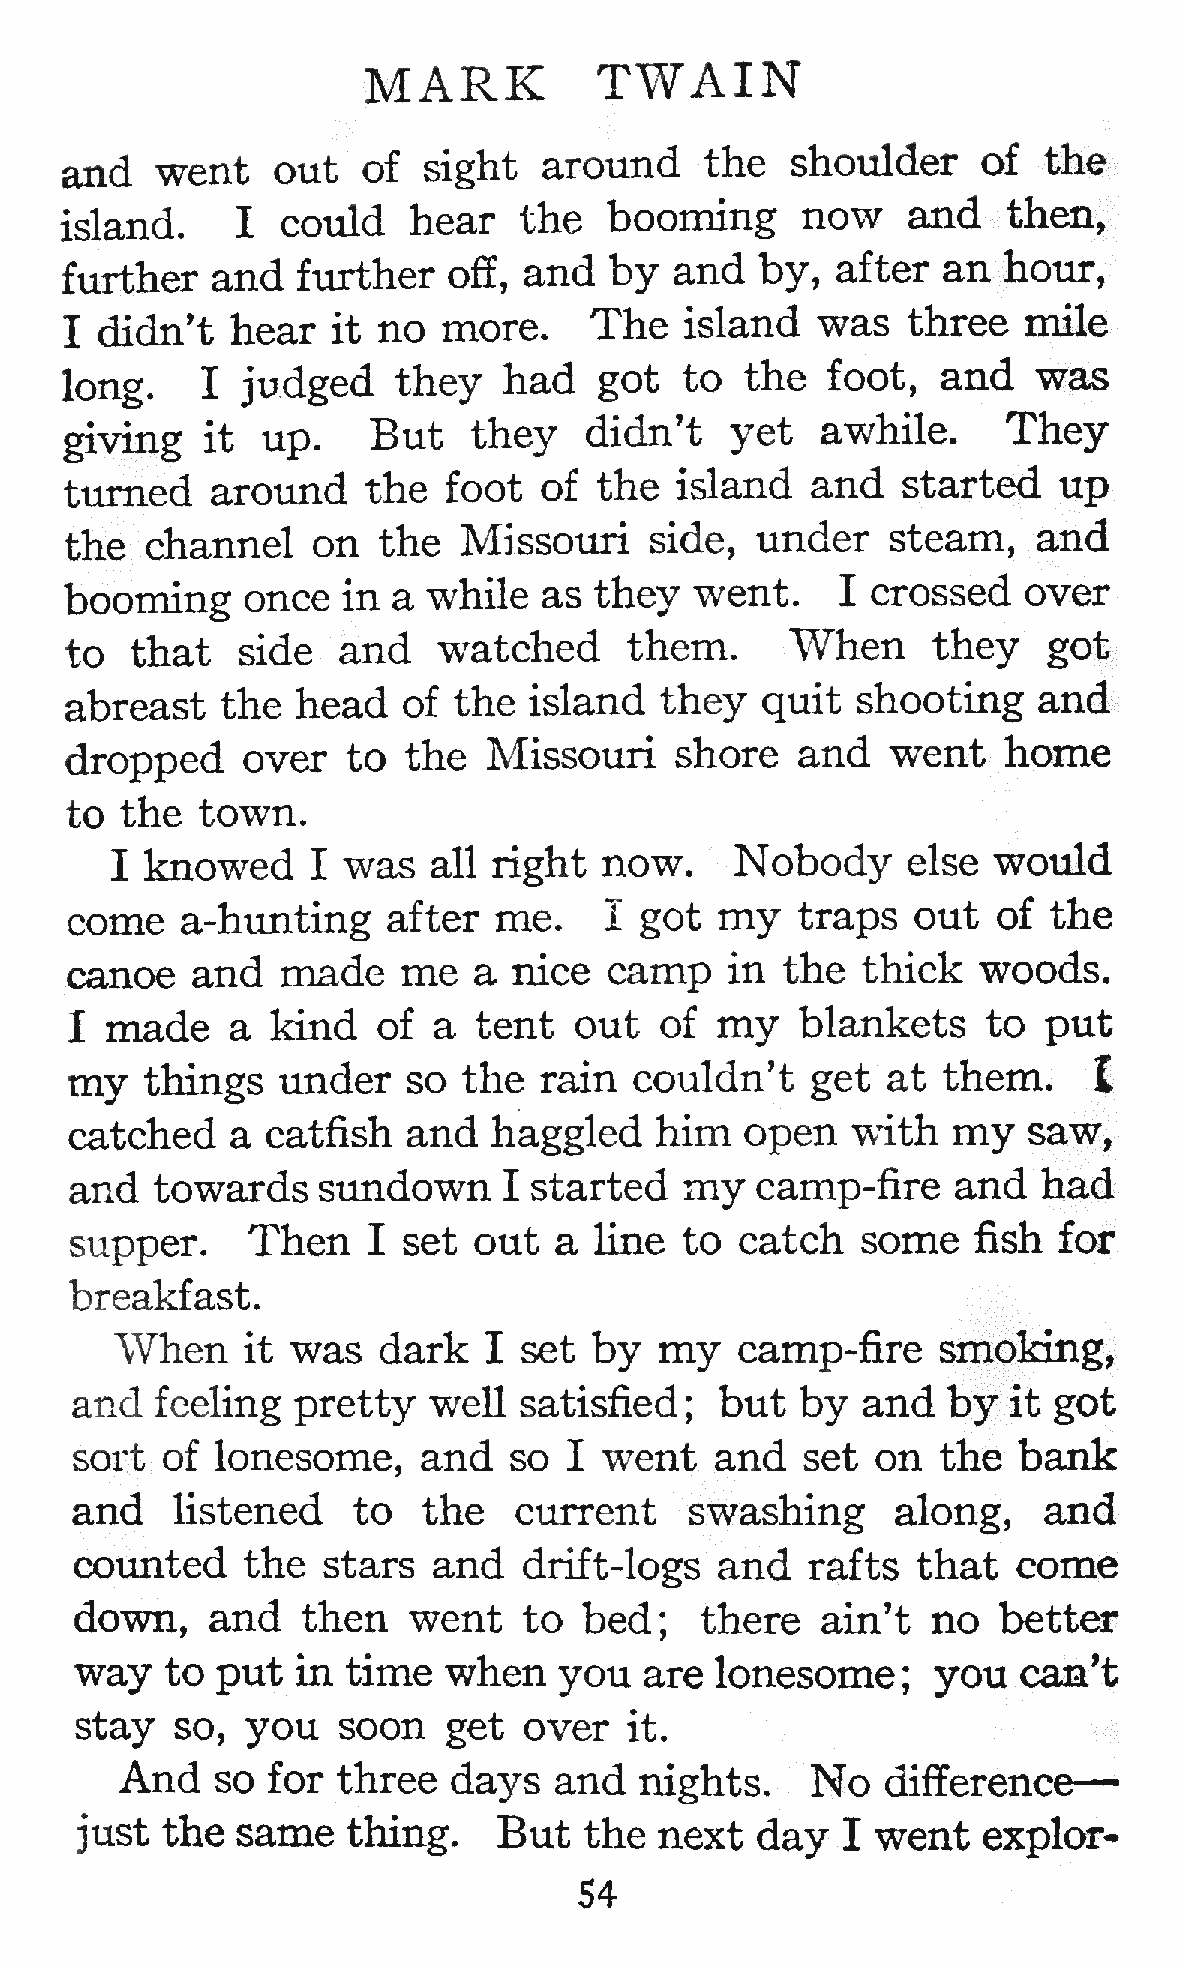 MARK TWAIN
and went out of sight around the shoulder of the
island. I could hear the booming now and then,
further and further off, and by and by, after an hour,
I didn't hear it no more. The island was three mile
long. I judged they had got to the foot, and was
giving it up. But they didn't yet awhile. They
turned around the foot of the island and started up
the channel on the Missouri side, under steam, and
booming once in a while as they went. I crossed over
to that side and watched them. When they got
abreast the head of the island they quit shooting and
dropped over to the Missouri shore and went home
to the town.
I knowed I was all right now. Nobody else would
come a-hunting after me. I got my traps out of the
canoe and made me a nice camp in the thick woods.
I made a kind of a tent out of my blankets to put
my things under so the rain couldn't get at them. I
catched a catfish and haggled him open with my saw,
and towards sundown I started my camp-fire and had
supper. Then I set out a line to catch some fish for
breakfast.
When it was dark I set by my camp-fire smoking,
and feeling pretty well satisfied; but by and by it got
sort of lonesome, and so I went and set on the bank
and listened to the current swashing along, and
counted the stars and drift-logs and rafts that come
down, and then went to bed; there ain't no better
way to put in time when you are lonesome; you can't
stay so, you soon get over it.
And so for three days and nights. No difference—
just the same thing. But the next day I went explor-
54